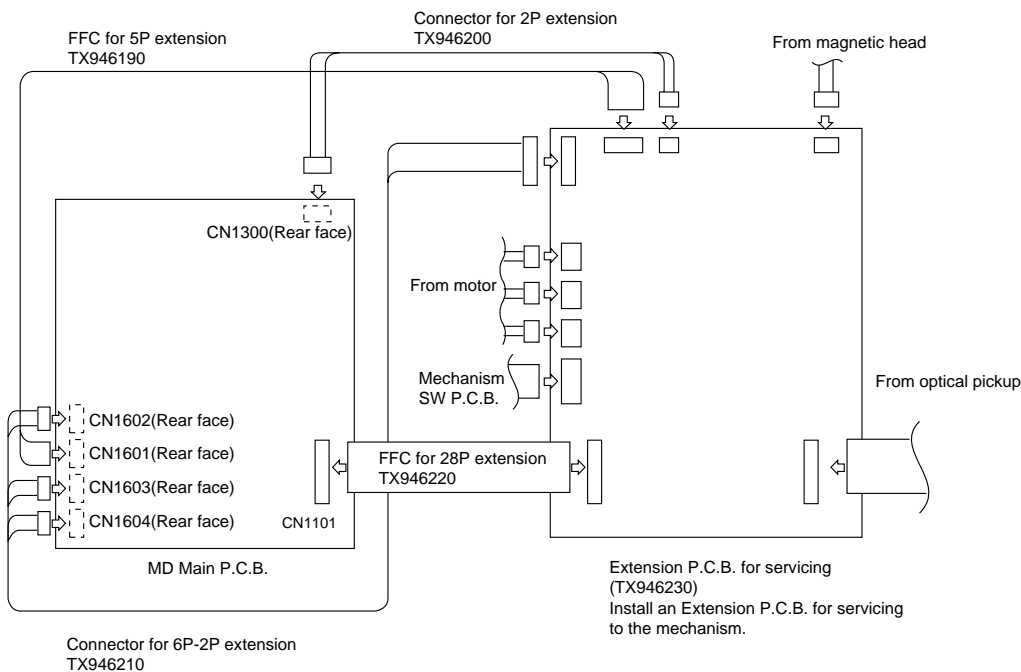 Connector for 2P extension
TX946200
FFC for 5P extension
TX946190
From magnetic head
CN1300(Rear face)
From motor
Mechanism
SW P.C.B.
From optical pickup
CN1602(Rear face)
CN1601(Rear face)
CN1603(Rear face)
CN1604(Rear face)
FFC for 28P extension
TX946220
CN1101
MD Main P.C.B.
Extension P.C.B. for servicing
(TX946230)
Install an Extension P.C.B. for servicing
to the mechanism.
Connector for 6P-2P extension
TX946210